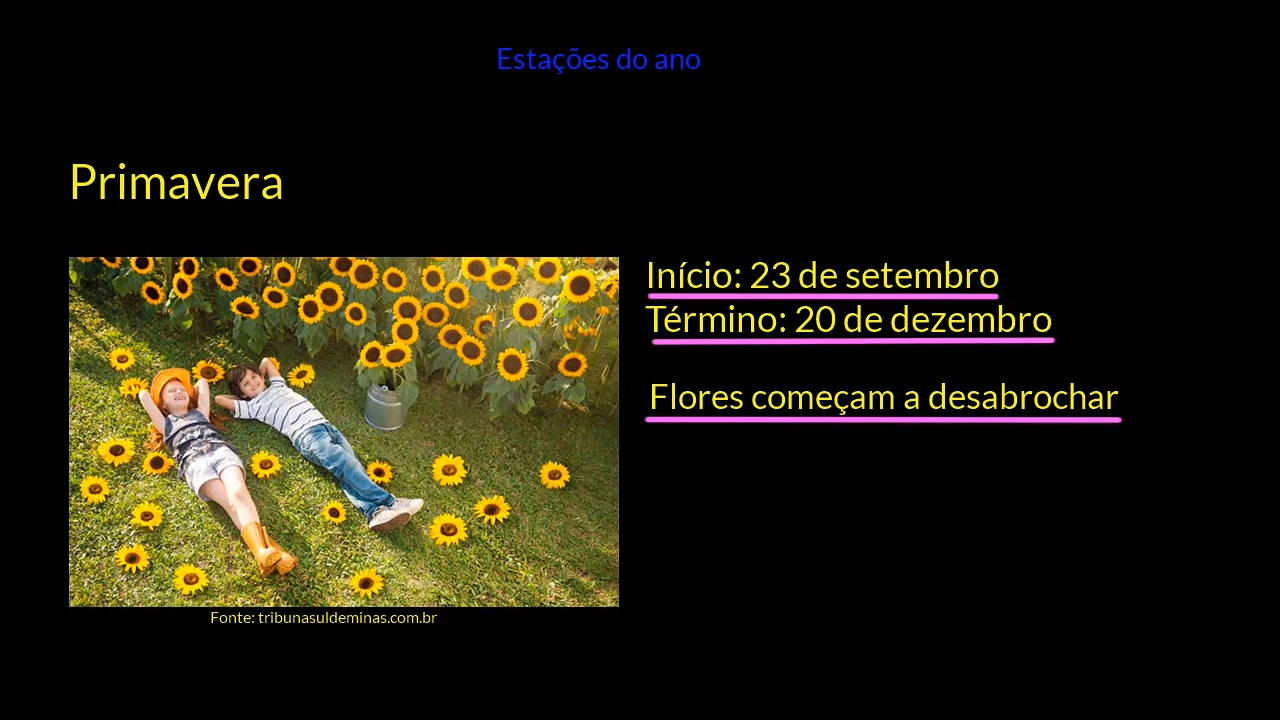 Estações do ano
Primavera
Início: 23 de setembro
Término: 20 de dezembro
Flores começam a desabrochar
Fonte: tribunasuldeminas.com.br